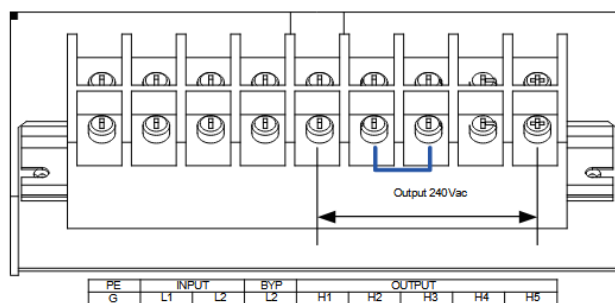 Output 240Vac
PE INPUT BYP OUTPUT
G L1 L2 L2 H1 H2 H3 H4 H5